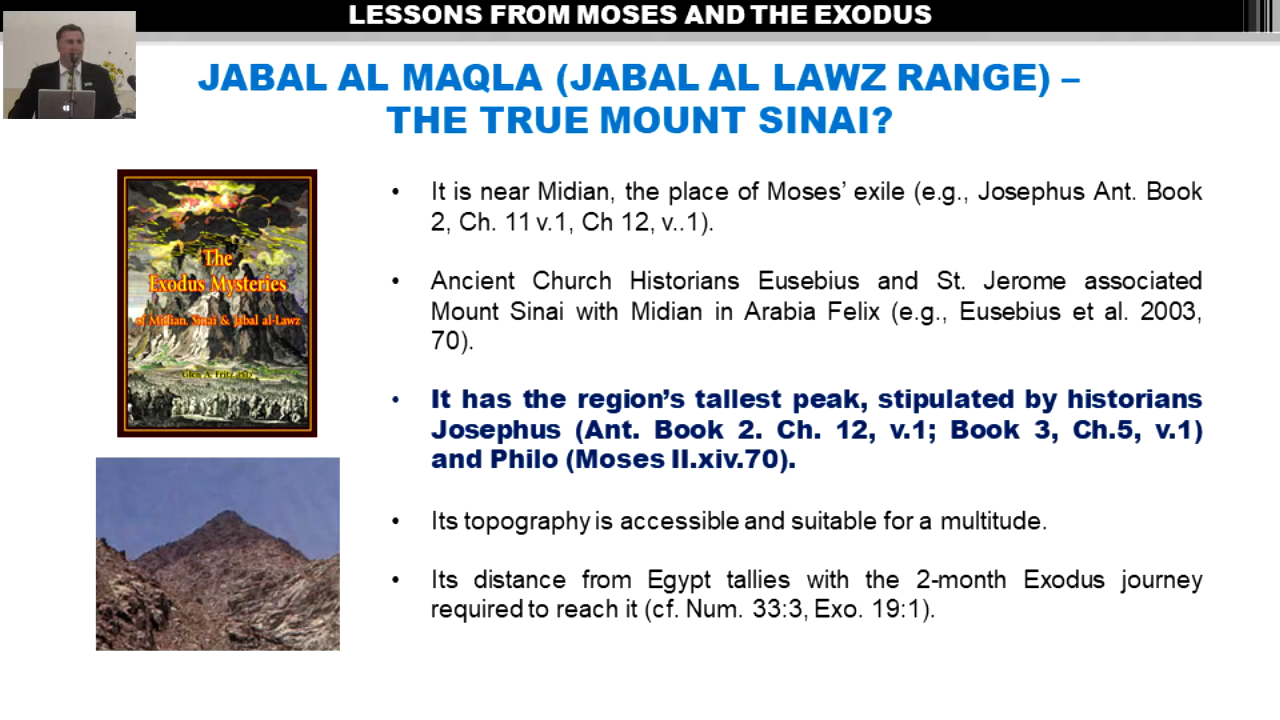 LESSONS FROM MOSES AND THE EXODUS
JABAL AL MAQLA (JABAL AL LAWZ RANGE) –
THE TRUE MOUNT SINAI?
The
Exodus Mysteries
of Midian, Sinai & Jabal al-Lawz
Glen A. Fritz
• It is near Midian, the place of Moses’ exile (e.g., Josephus Ant. Book
2, Ch. 11 v.1, Ch 12, v..1).
• Ancient Church Historians Eusebius and St. Jerome associated
Mount Sinai with Midian in Arabia Felix (e.g., Eusebius et al. 2003,
70).
• It has the region’s tallest peak, stipulated by historians
Josephus (Ant. Book 2. Ch. 12, v.1; Book 3, Ch.5, v.1)
and Philo (Moses II.xiv.70).
• Its topography is accessible and suitable for a multitude.
• Its distance from Egypt tallies with the 2-month Exodus journey
required to reach it (cf. Num. 33:3, Exo. 19:1).